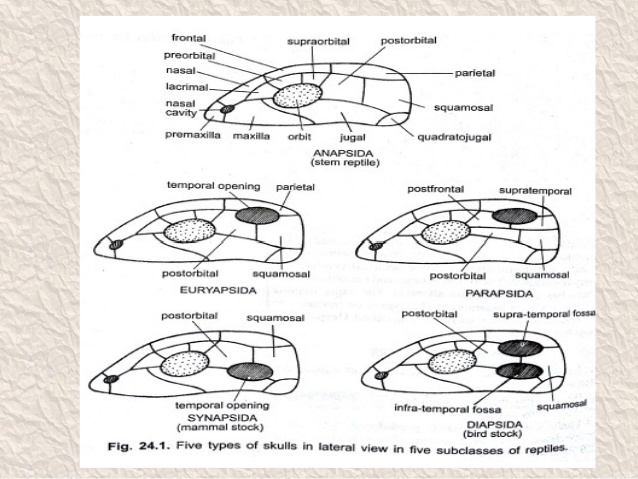 frontal
supraorbital
postorbital
preorbital
nasal
parietal
lacrimal
nasal
cavity
squamosal
premaxilla maxilla orbit jugal quadratojugal
ANAPSIDA
(stem reptile)
temporal opening parietal
postorbital squamosal
EURYAPSIDA
postfrontal supratemporal
postorbital squamosal
PARAPSIDA
postorbital squamosal
temporal opening
SYNAPSIDA
(mammal stock)
postorbital supra-temporal fossa
infra-temporal fossa squamosal
DIAPSIDA
(bird stock)
Fig. 24.1. Five types of skulls in lateral view in five subclasses of reptiles.